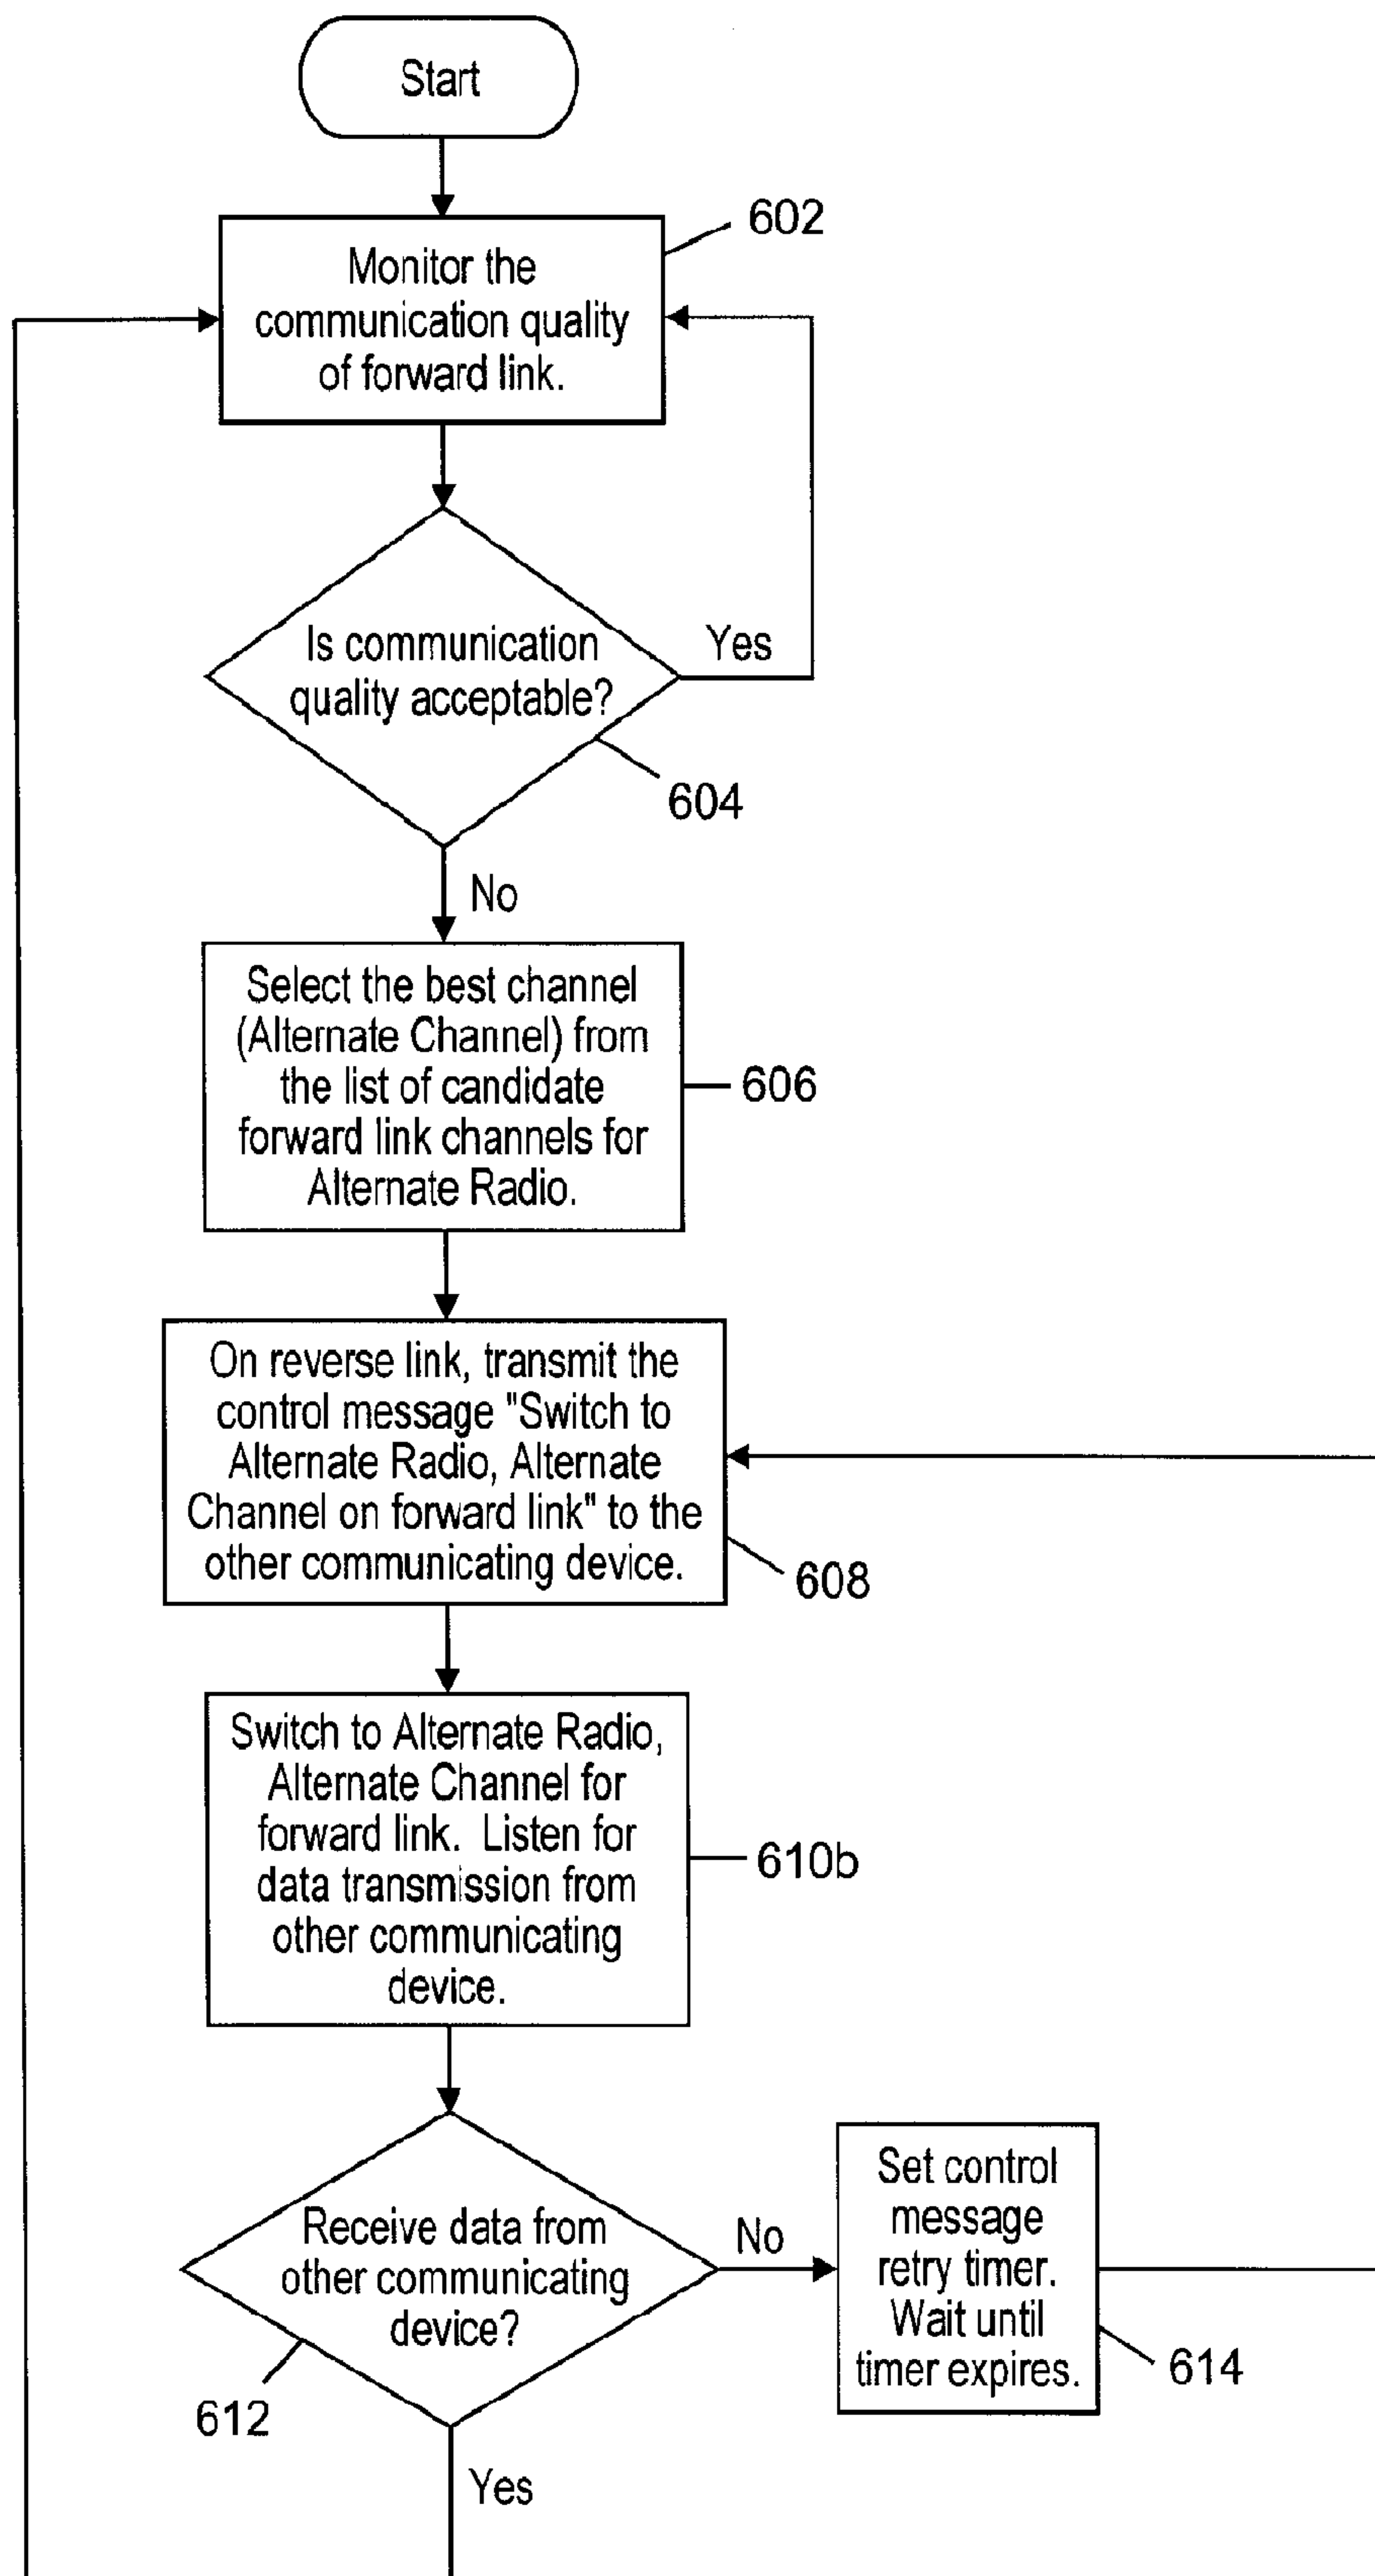 Start
602
Monitor the
communication quality
of forward link.
Is communication
quality acceptable?
Yes
604
No
Select the best channel
(Alternate Channel) from
the list of candidate
forward link channels for
Alternate Radio.
606
On reverse link, transmit the
control message "Switch to
Alternate Radio, Alternate
Channel on forward link" to the
other communicating device.
608
Switch to Alternate Radio,
Alternate Channel for
forward link. Listen for
data transmission from
other communicating
device.
610b
Receive data from
other communicating
device?
612
No
Set control
message
retry timer.
Wait until
timer expires.
614
Yes